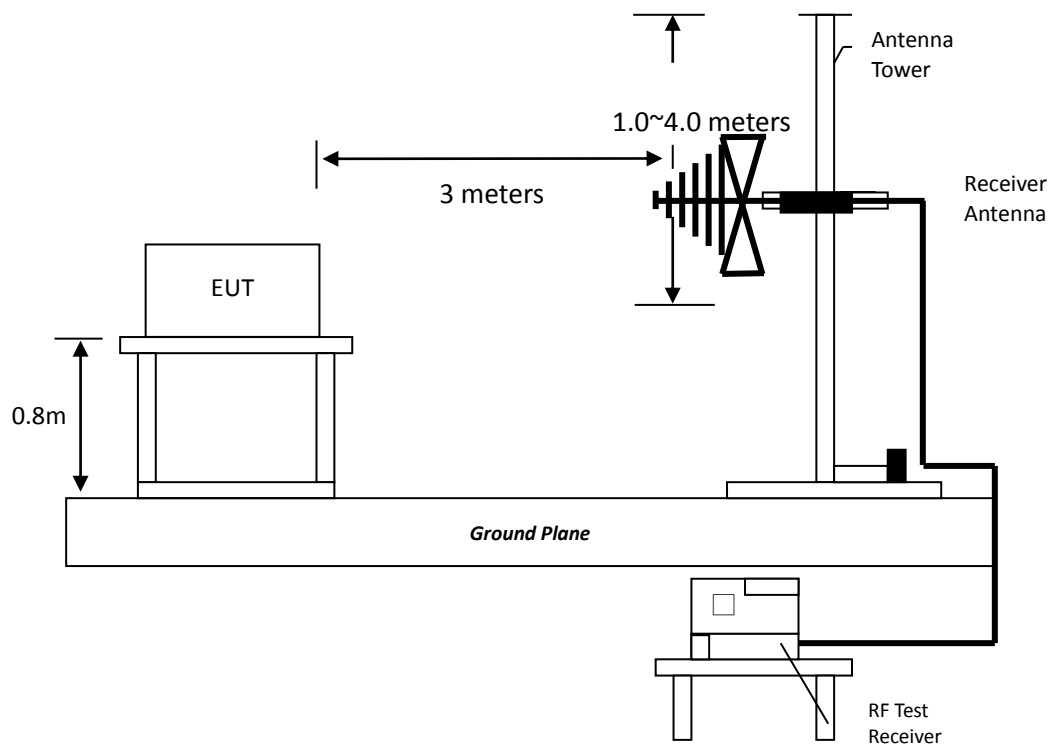 Antenna
Tower
1.0~4.0 meters
3 meters
Receiver
Antenna
EUT
0.8m
Ground Plane
RF Test
Receiver